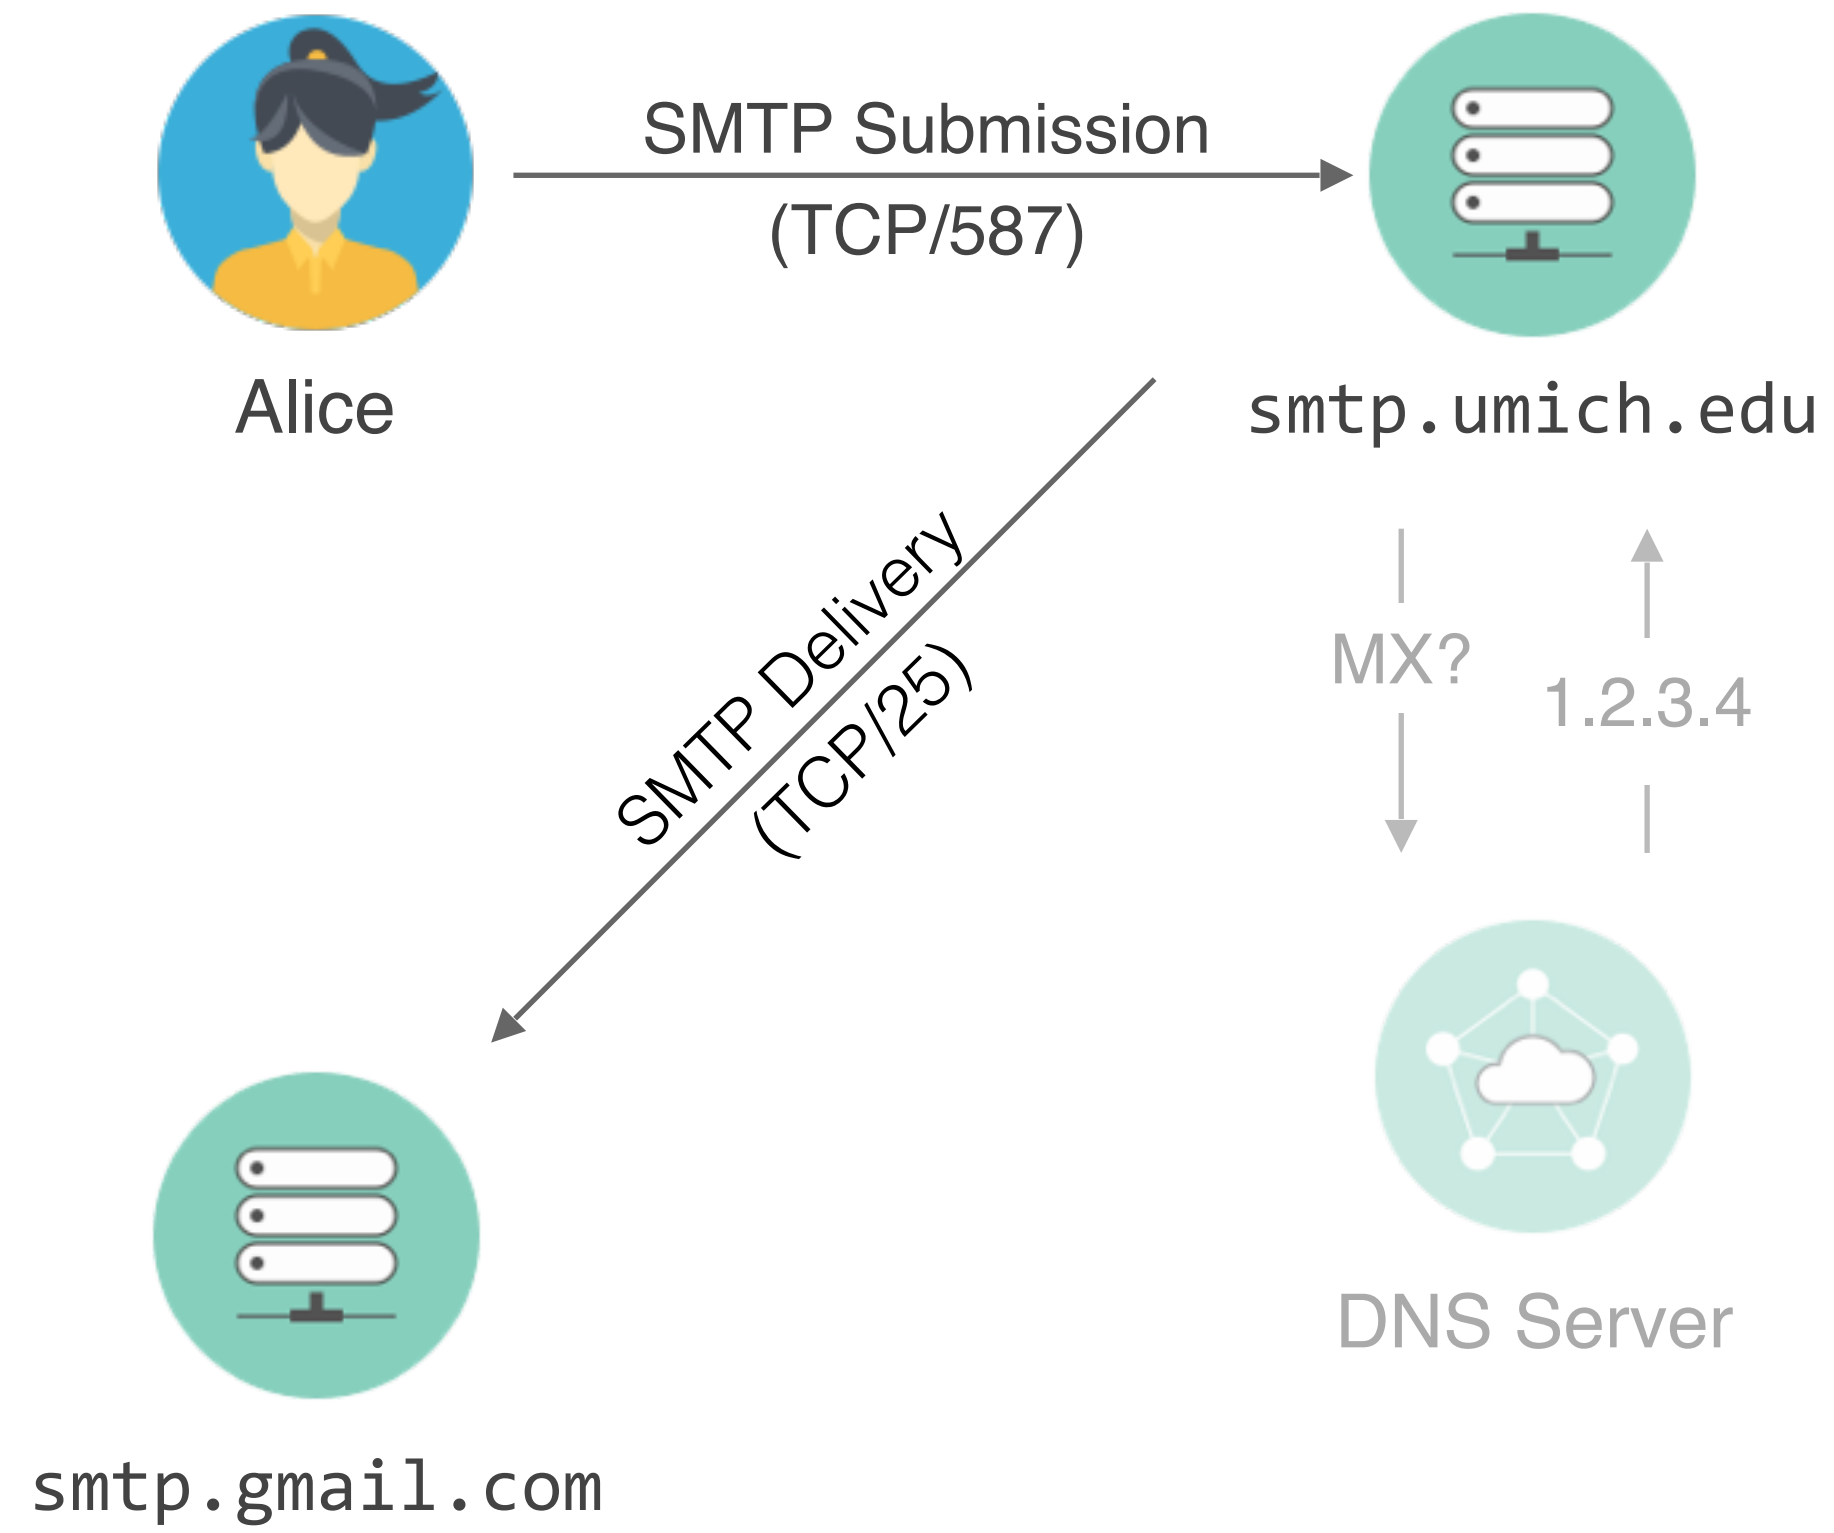 SMTP Submission
(TCP/587)
Alice
smtp.umich.edu
SMTP Delivery
(TCP/25)
MX?
1.2.3.4
DNS Server
smtp.gmail.com